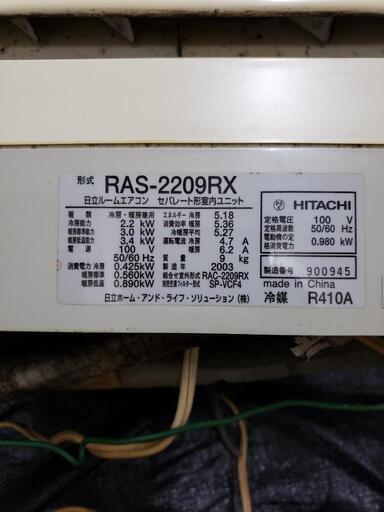 形式 RAS-2209RX
日立ルームエアコン セパレート形室内ユニット
種類 冷房・暖房兼用
冷房能力 2.2 kW
暖房標準能力 3.0 kW
暖房低温能力 3.4 kW
電源 100 V
50/60 Hz
消費電力 冷房 0.425kW
暖房標準 0.560kW
暖房低温 0.890kW
エネルギー 冷房 5.18
消費効率 暖房 5.36
冷暖房平均 5.27
運転電流 冷房 4.7 A
暖房 6.2 A
質量 9 kg
製造年 2003
組合せ室外形式 RAC-2209RX
別売空清フィルター形式 SP-VCF4
日立ホーム・アンド・ライフ・ソリューション(株)
HITACHI
定格電圧 100 V
定格周波数 50/60 Hz
電動機の定格消費電力 0.980 kW
製造番号 900945
made in China
冷媒 R410A